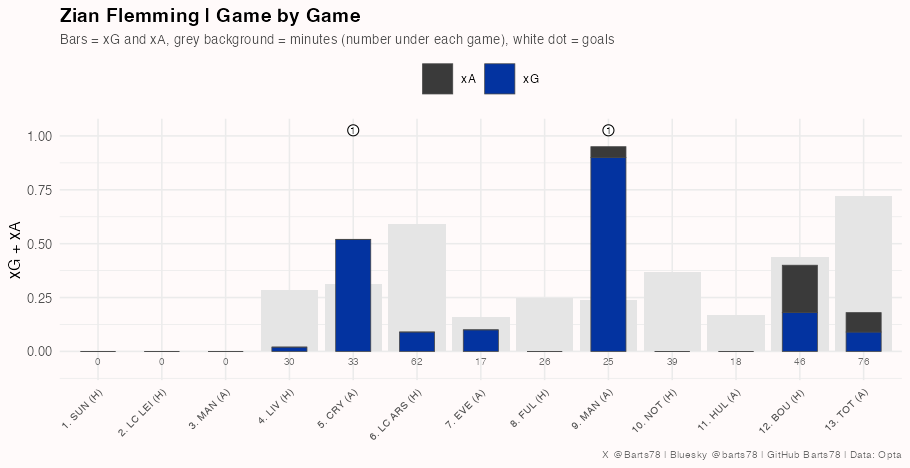 Zian Flemming | Game by Game
Bars = xG and xA, grey background = minutes (number under each game), white dot = goals
xA xG
xG + xA
1.00
0.75
0.50
0.25
0.00
1 1
0 0 0 30 33 62 17 26 25 39 18 46 76
1. SUN (H)
2. LC LEI (H)
3. MAN (A)
4. LIV (H)
5. CRY (A)
6. LC ARS (H)
7. EVE (A)
8. FUL (H)
9. MAN (A)
10. NOT (H)
11. HUL (A)
12. BOU (H)
13. TOT (A)
X @Barts78 | Bluesky @barts78 | GitHub Barts78 | Data: Opta